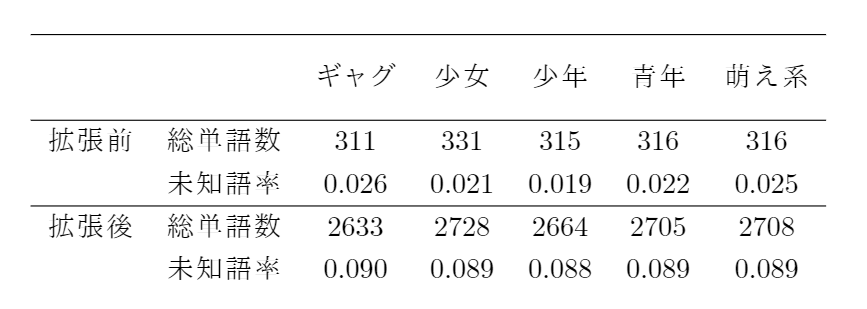 ギャグ 少女 少年 青年 萌え系
拡張前 総単語数 311 331 315 316 316
未知語率 0.026 0.021 0.019 0.022 0.025
拡張後 総単語数 2633 2728 2664 2705 2708
未知語率 0.090 0.089 0.088 0.089 0.089